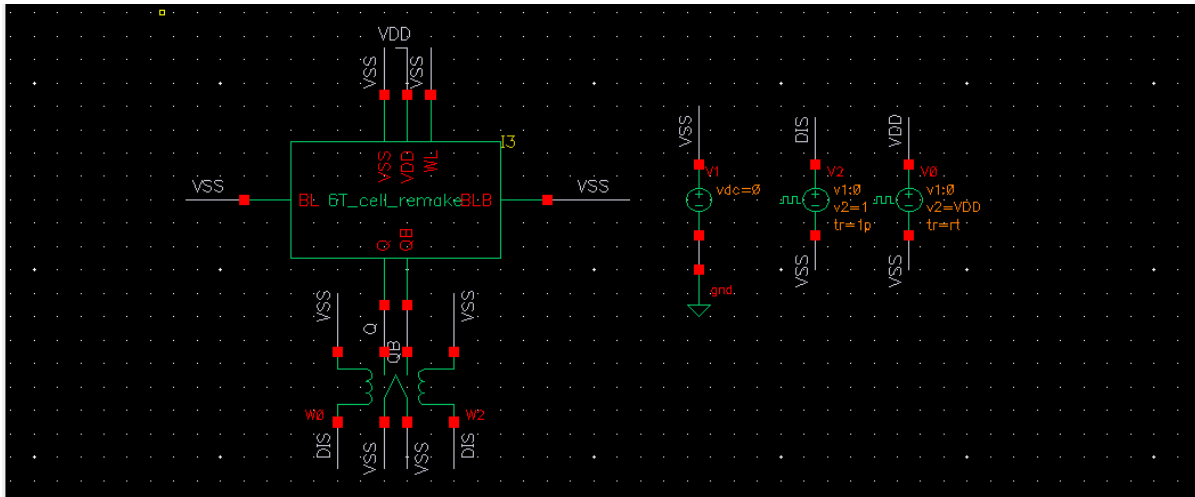 VDD
VSS
VSS
I3
VSS
VDD
WL
VSS
BL
6T_cell_remake
BLB
VSS
Q
QB
VSS
Q
QB
VSS
W0
W2
DIS
VSS
VSS
DIS
VSS
V1
vdc=0
gnd
DIS
V2
v1:0
v2=1
tr=1p
VSS
VDD
V0
v1:0
v2=VDD
tr=rt
VSS